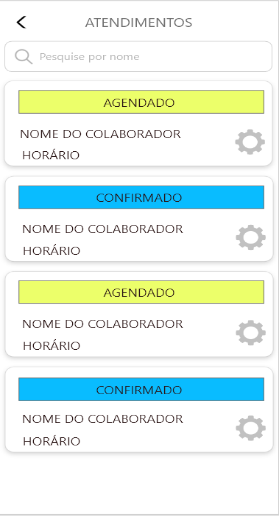 ATENDIMENTOS
Pesquise por nome
AGENDADO
NOME DO COLABORADOR
HORÁRIO
CONFIRMADO
NOME DO COLABORADOR
HORÁRIO
AGENDADO
NOME DO COLABORADOR
HORÁRIO
CONFIRMADO
NOME DO COLABORADOR
HORÁRIO